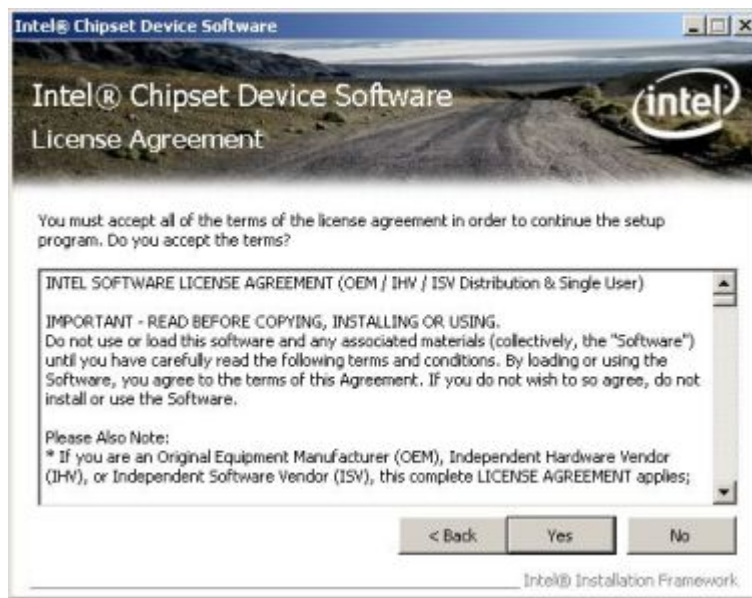 Intel® Chipset Device Software
Intel® Chipset Device Software
intel
License Agreement
You must accept all of the terms of the license agreement in order to continue the setup
program. Do you accept the terms?
INTEL SOFTWARE LICENSE AGREEMENT (OEM / IHV / ISV Distribution & Single User)
IMPORTANT - READ BEFORE COPYING, INSTALLING OR USING.
Do not use or load this software and any associated materials (collectively, the "Software")
until you have carefully read the following terms and conditions. By loading or using the
Software, you agree to the terms of this Agreement. If you do not wish to so agree, do not
install or use the Software.
Please Also Note:
* If you are an Original Equipment Manufacturer (OEM), Independent Hardware Vendor
(IHV), or Independent Software Vendor (ISV), this complete LICENSE AGREEMENT applies;
< Back Yes No
Intel® Installation Framework